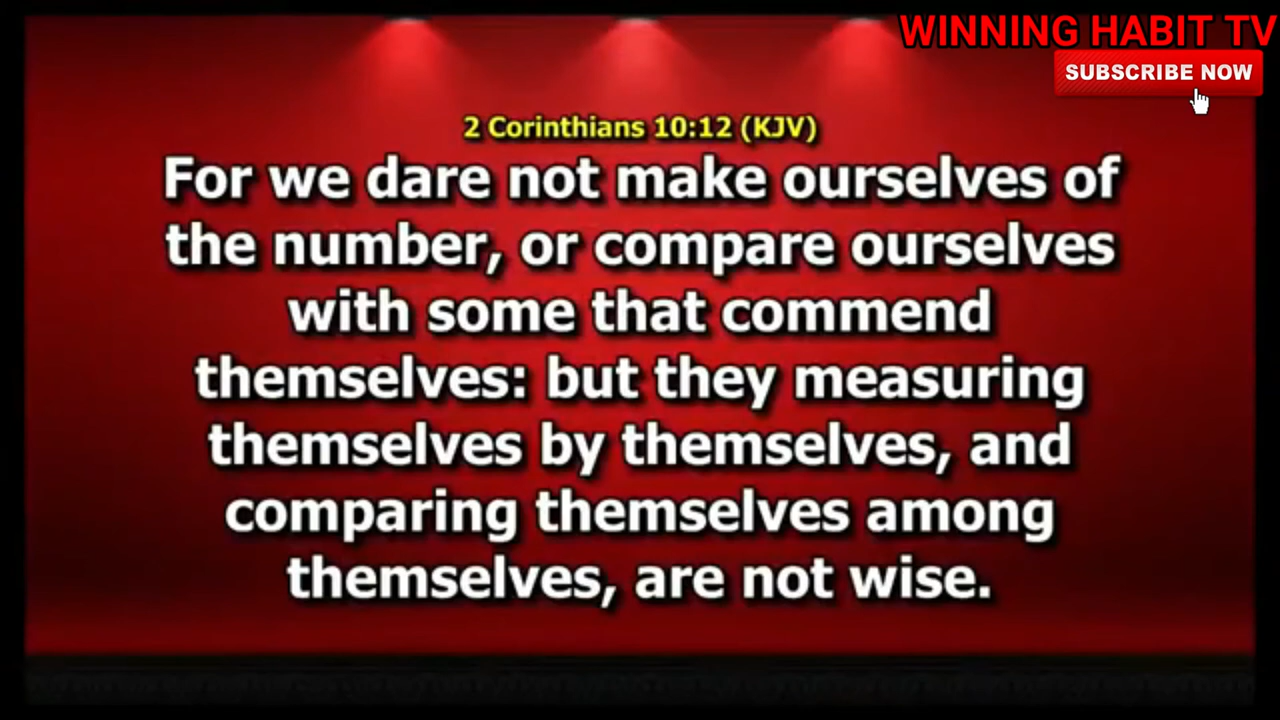 WINNING HABIT TV
SUBSCRIBE NOW
2 Corinthians 10:12 (KJV)
For we dare not make ourselves of
the number, or compare ourselves
with some that commend
themselves: but they measuring
themselves by themselves, and
comparing themselves among
themselves, are not wise.